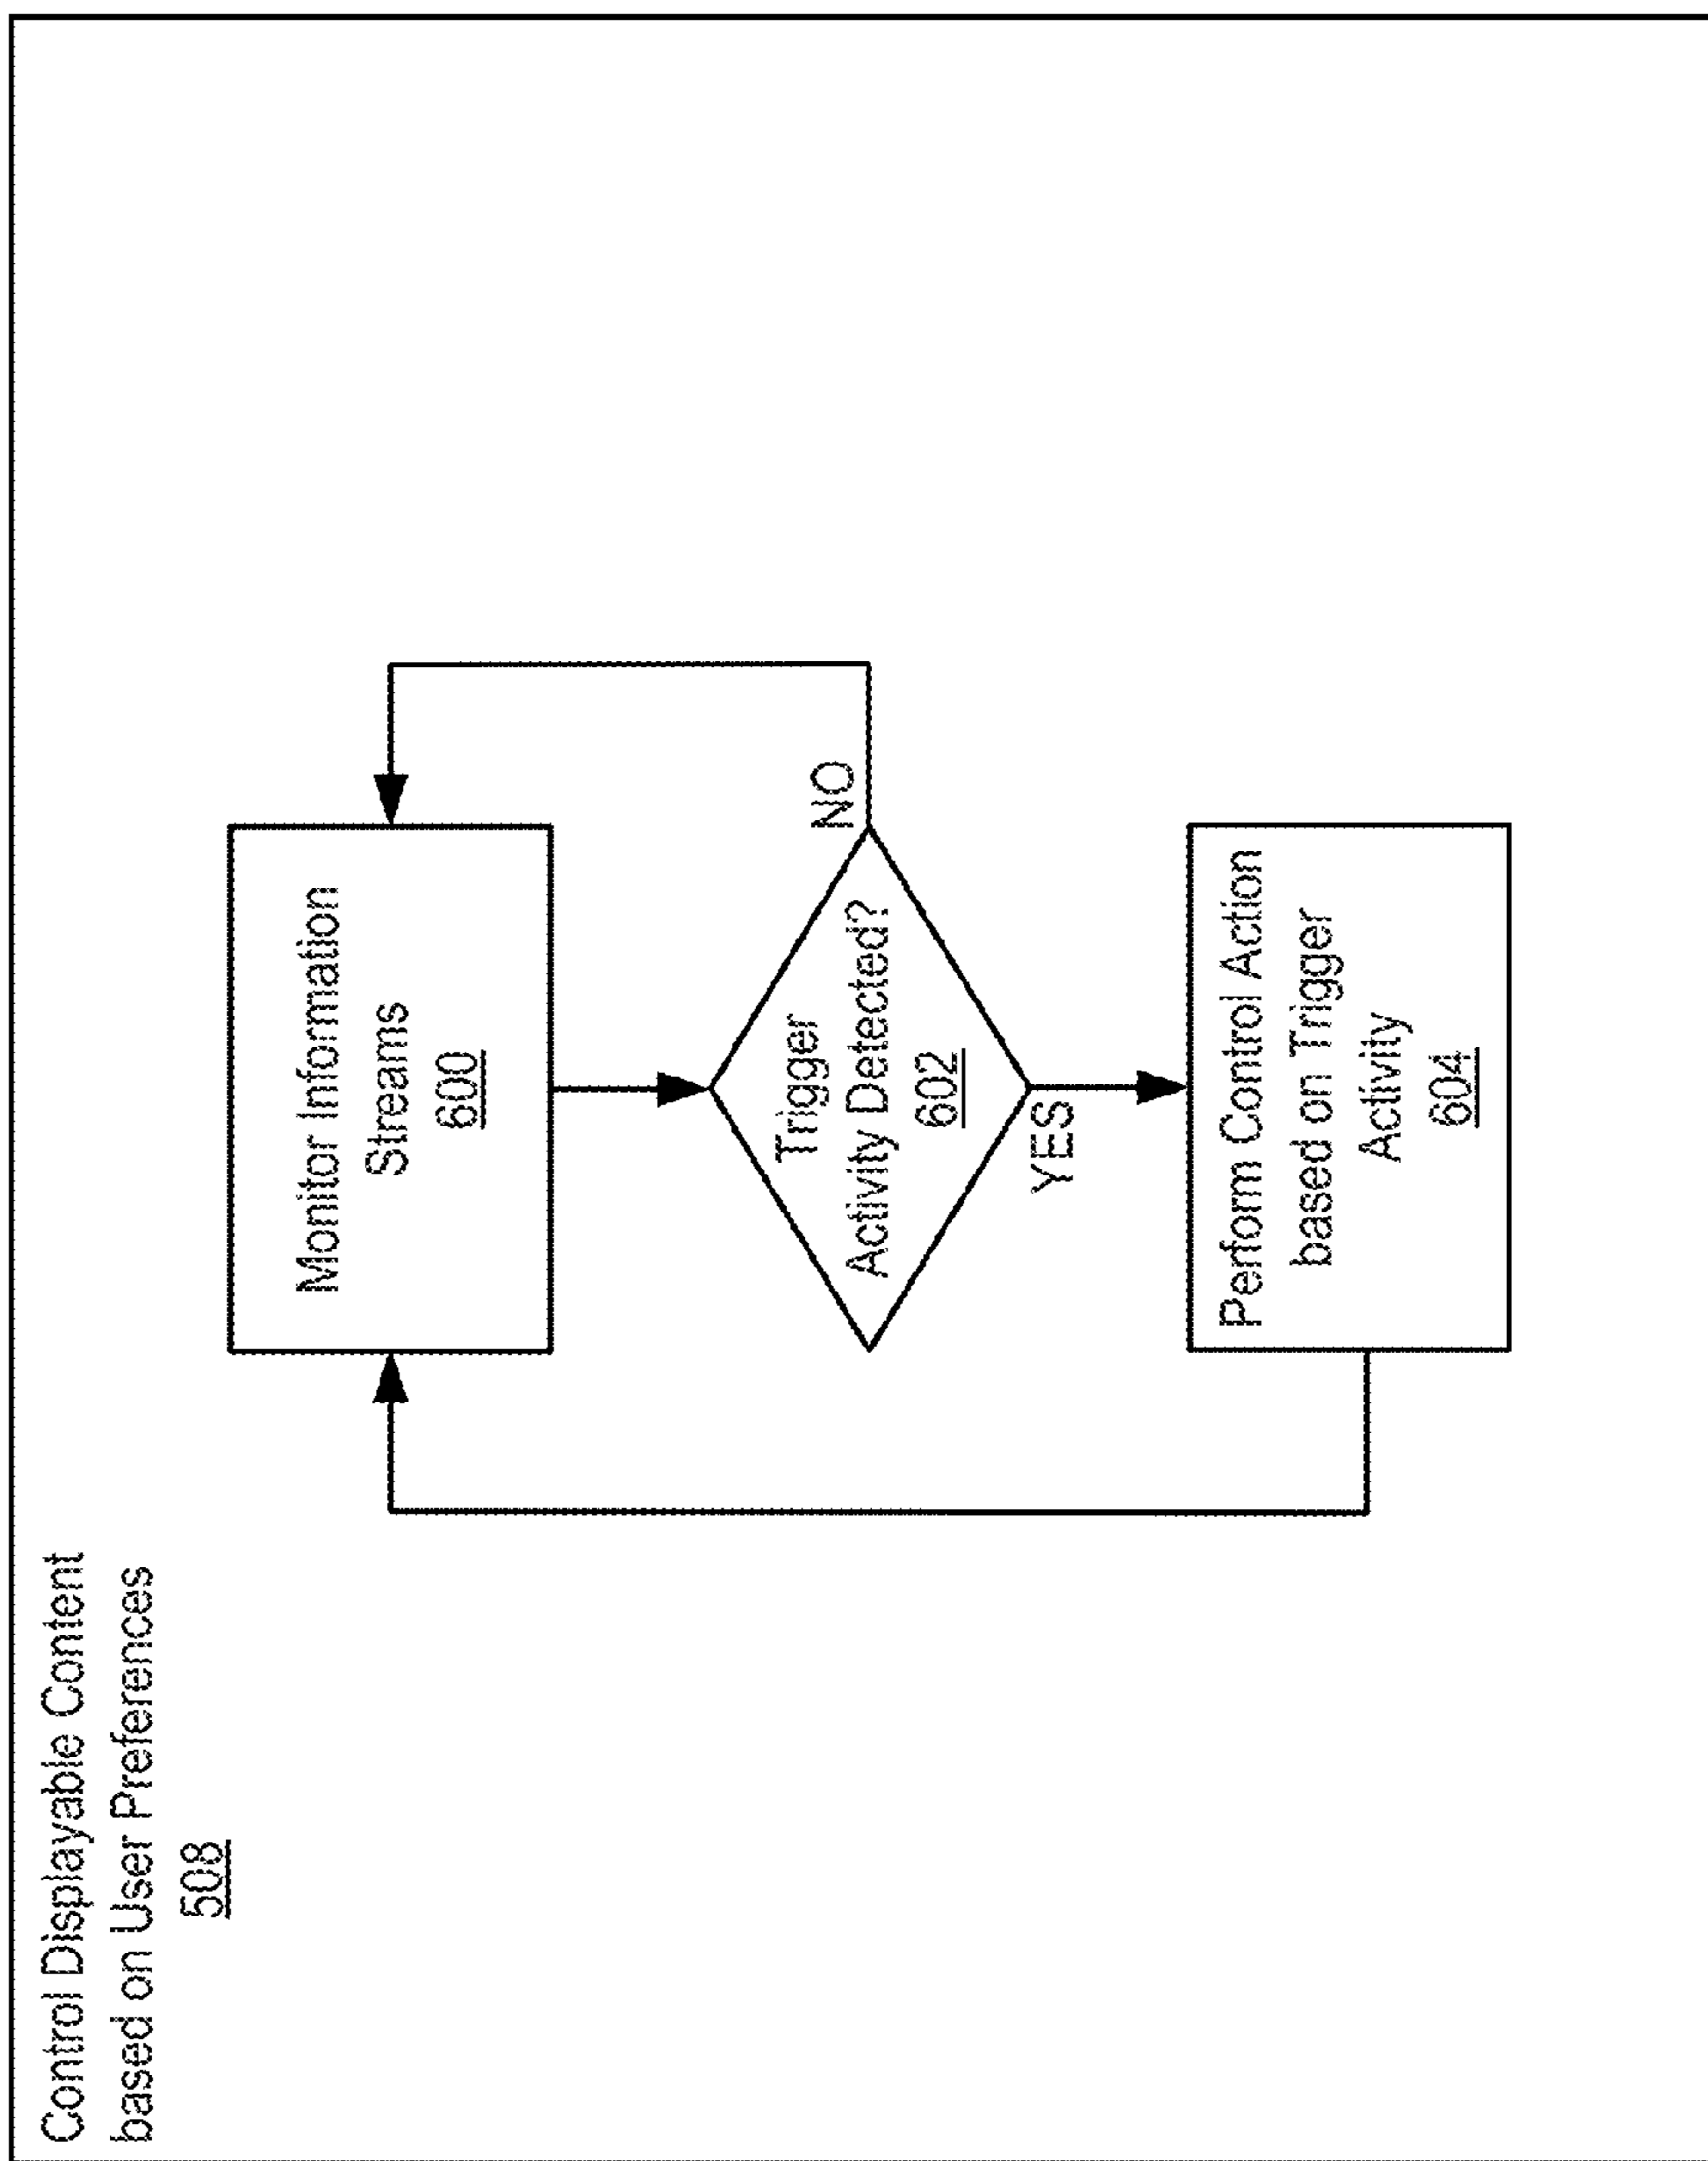 Control Displayable Content
based on User Preferences
508
Monitor Information
Streams
600
Trigger
Activity Detected?
602
NO
YES
Perform Control Action
based on Trigger
Activity
604